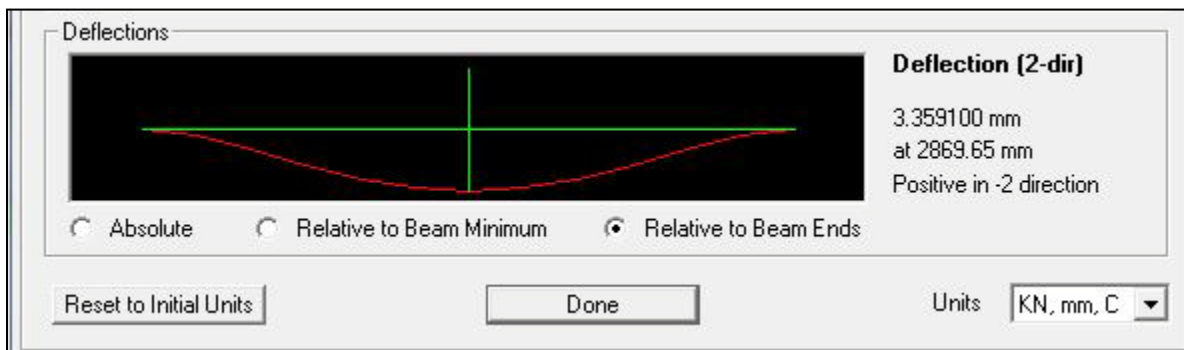 Deflections
Deflection (2-dir)
3.359100 mm
at 2869.65 mm
Positive in -2 direction
Absolute
Relative to Beam Minimum
Relative to Beam Ends
Reset to Initial Units
Done
Units
KN, mm, C